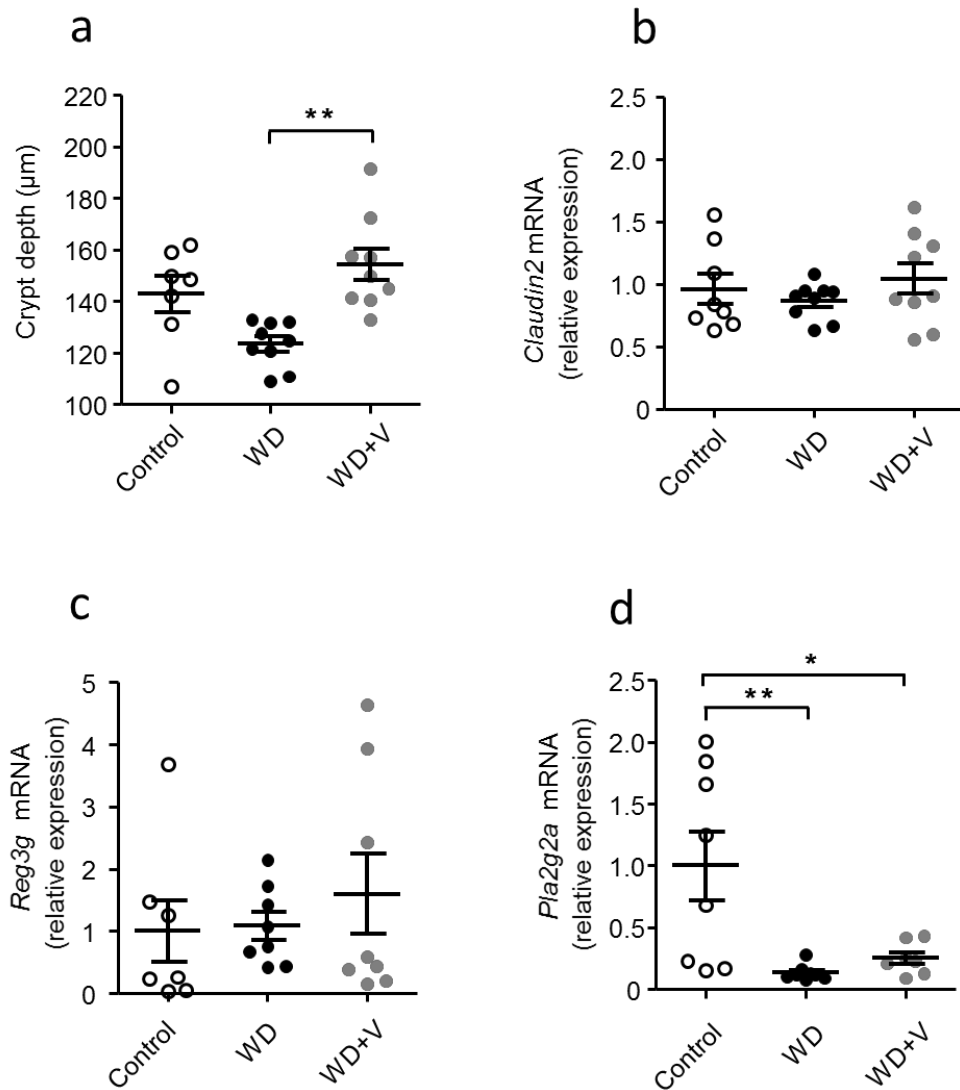 a
Crypt depth (µm)
220
200
180
160
140
120
100
**
Control
WD
WD+V
b
Claudin2 mRNA
(relative expression)
2.5
2.0
1.5
1.0
0.5
0
Control
WD
WD+V
c
Reg3g mRNA
(relative expression)
5
4
3
2
1
0
Control
WD
WD+V
d
Pla2g2a mRNA
(relative expression)
2.5
2.0
1.5
1.0
0.5
0
*
**
Control
WD
WD+V